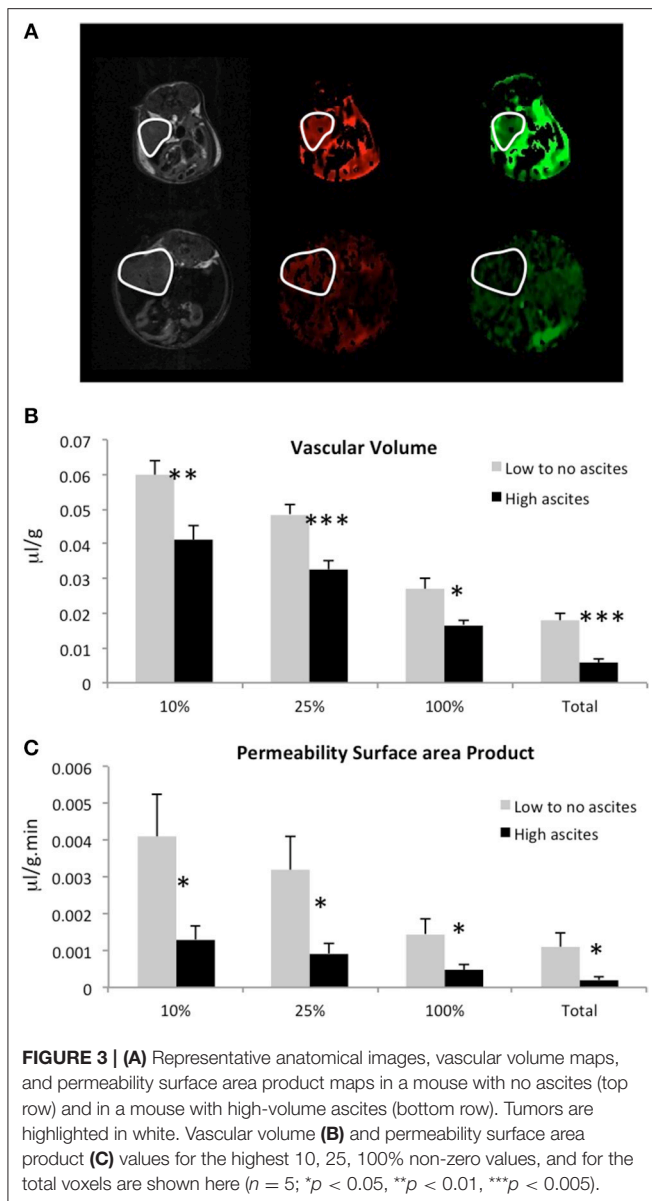 A
B
Vascular Volume
Low to no ascites
High ascites
µl/g
0.07
0.06
0.05
0.04
0.03
0.02
0.01
0
**
***
*
***
10%
25%
100%
Total
C
Permeability Surface area Product
Low to no ascites
High ascites
µl/g.min
0.006
0.005
0.004
0.003
0.002
0.001
0
*
*
*
*
10%
25%
100%
Total
FIGURE 3 | (A) Representative anatomical images, vascular volume maps,
and permeability surface area product maps in a mouse with no ascites (top
row) and in a mouse with high-volume ascites (bottom row). Tumors are
highlighted in white. Vascular volume (B) and permeability surface area
product (C) values for the highest 10, 25, 100% non-zero values, and for the
total voxels are shown here (n = 5; *p < 0.05, **p < 0.01, ***p < 0.005).